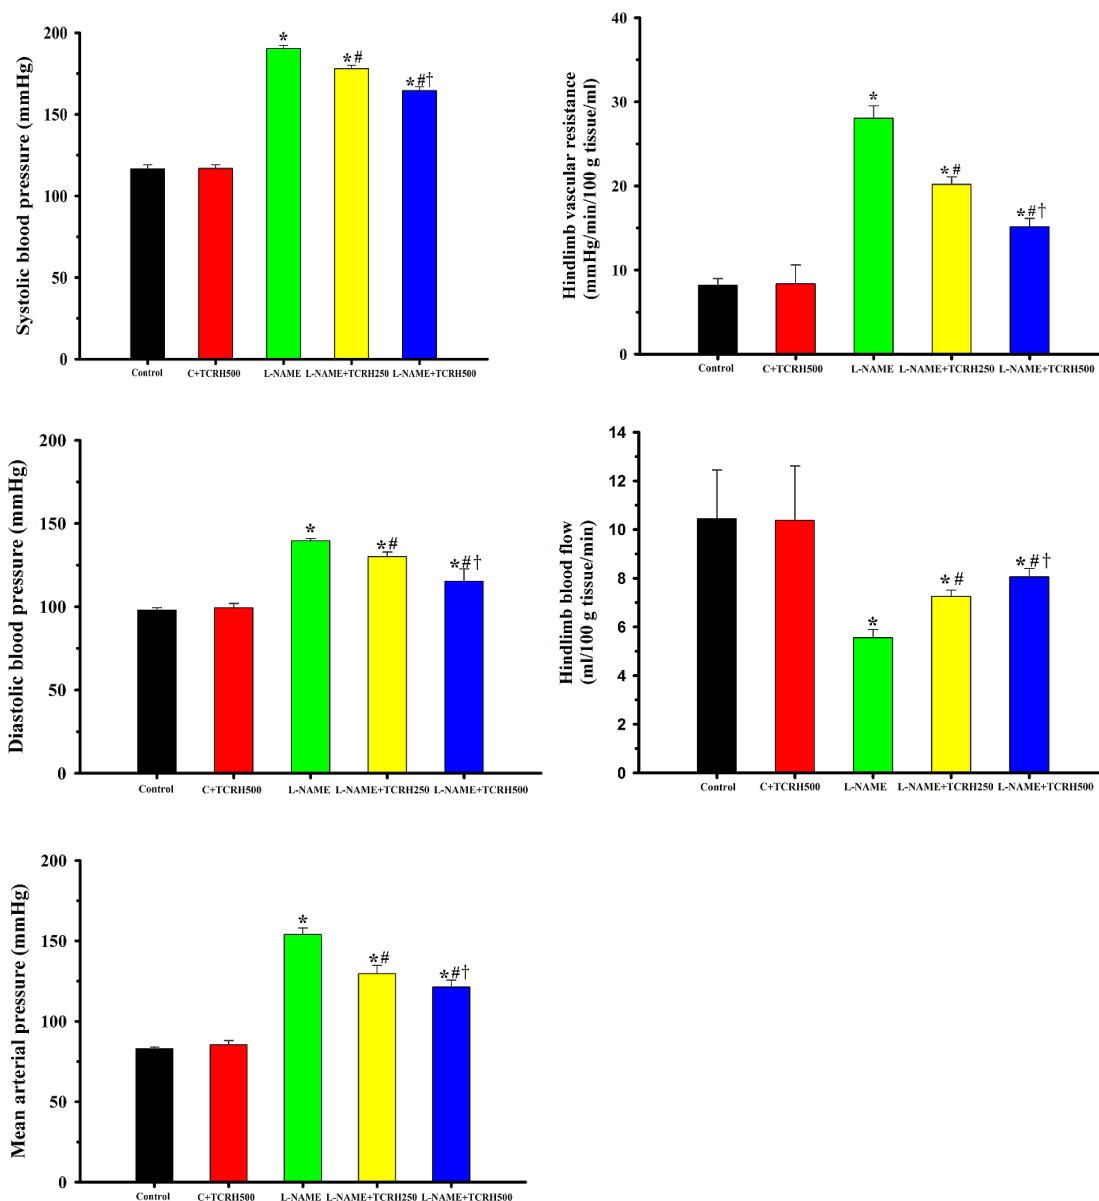 Systolic blood pressure (mmHg)
200
150
100
50
0
*
*#
*#†
Control
C+TCRH500
L-NAME
L-NAME+TCRH250
L-NAME+TCRH500
Hindlimb vascular resistance
(mmHg/min/100 g tissue/ml)
40
30
20
10
0
*
*#
*#†
Control
C+TCRH500
L-NAME
L-NAME+TCRH250
L-NAME+TCRH500
Diastolic blood pressure (mmHg)
200
150
100
50
0
*
*#
*#†
Control
C+TCRH500
L-NAME
L-NAME+TCRH250
L-NAME+TCRH500
Hindlimb blood flow
(ml/100 g tissue/min)
14
12
10
8
6
4
2
0
*
*#
*#†
Control
C+TCRH500
L-NAME
L-NAME+TCRH250
L-NAME+TCRH500
Mean arterial pressure (mmHg)
200
150
100
50
0
*
*#
*#†
Control
C+TCRH500
L-NAME
L-NAME+TCRH250
L-NAME+TCRH500